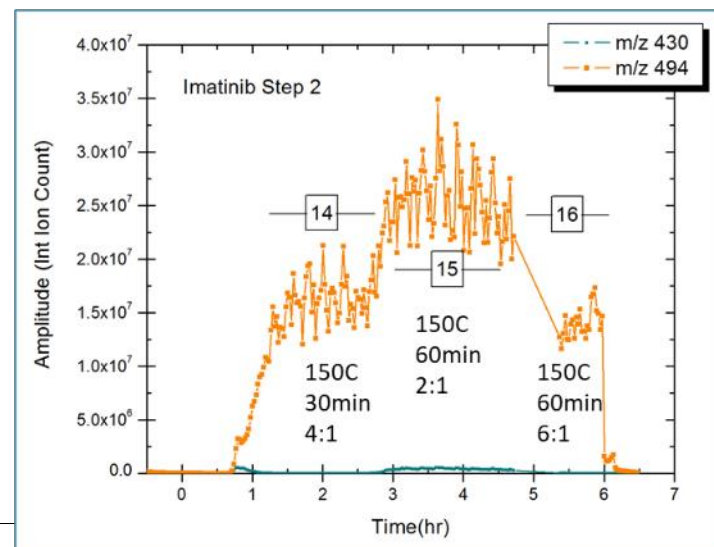 m/z 430
m/z 494
Imatinib Step 2
4.0x10⁷
3.5x10⁷
3.0x10⁷
2.5x10⁷
2.0x10⁷
1.5x10⁷
1.0x10⁷
5.0x10⁶
0.0
Amplitude (Int Ion Count)
14
15
16
150C
30min
4:1
150C
60min
2:1
150C
60min
6:1
0 1 2 3 4 5 6 7
Time(hr)